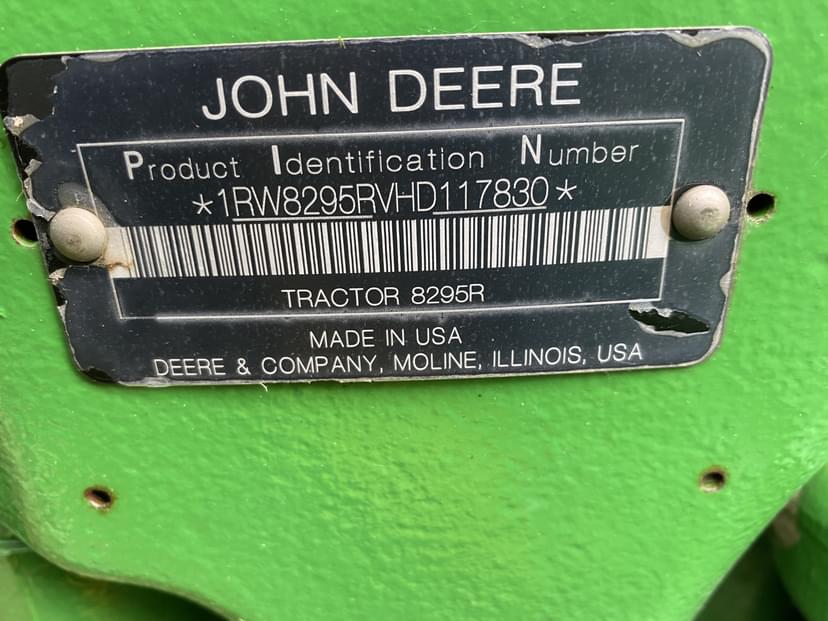 JOHN DEERE
Product Identification Number
*1RW8295RVHD117830*
TRACTOR 8295R
MADE IN USA
DEERE & COMPANY, MOLINE, ILLINOIS, USA